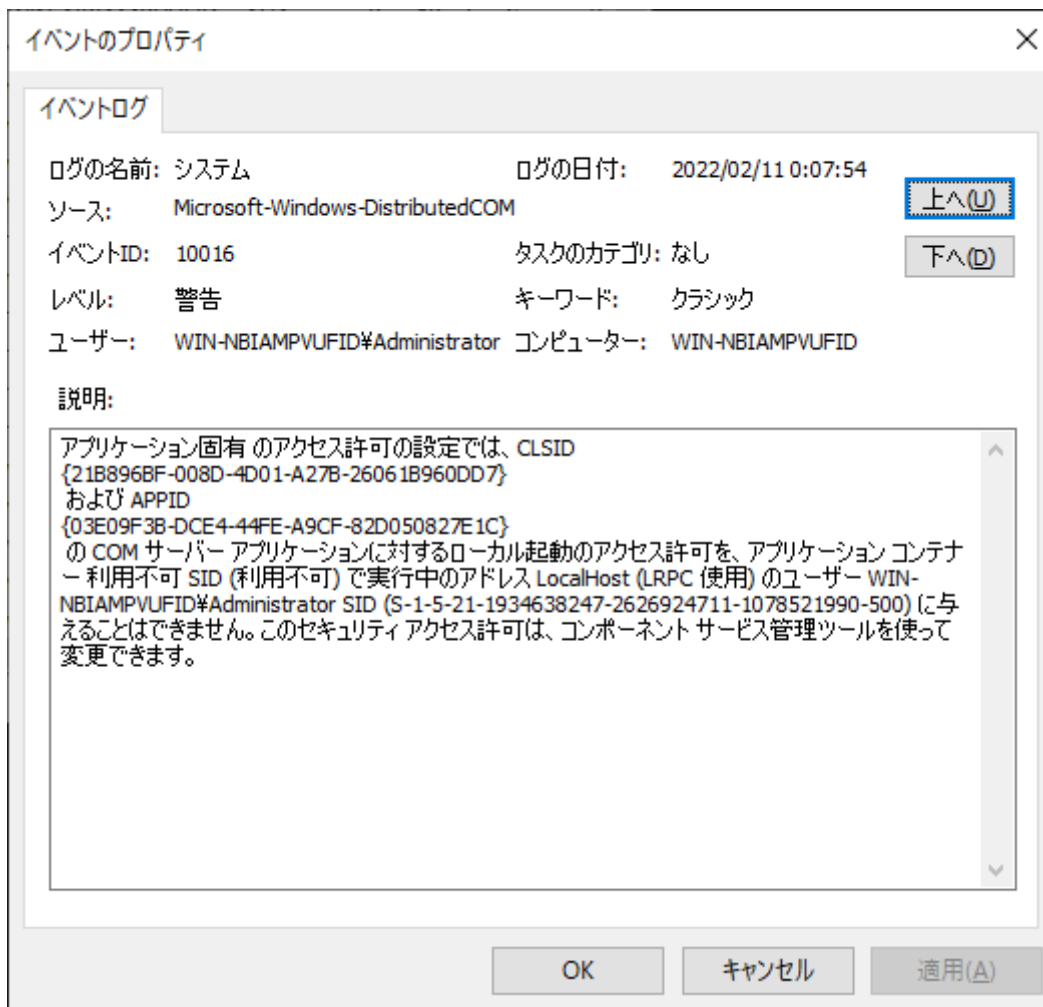 イベントのプロパティ
イベントログ
ログの名前: システム ログの日付: 2022/02/11 0:07:54
上へ(U)
ソース: Microsoft-Windows-DistributedCOM
イベントID: 10016 タスクのカテゴリ: なし
下へ(D)
レベル: 警告 キーワード: クラシック
ユーザー: WIN-NBIAMPVUFID¥Administrator コンピューター: WIN-NBIAMPVUFID
説明:
アプリケーション固有 のアクセス許可の設定では、CLSID
{21B896BF-008D-4D01-A27B-26061B960DD7}
および APPID
{03E09F3B-DCE4-44FE-A9CF-82D050827E1C}
の COM サーバー アプリケーションに対するローカル起動のアクセス許可を、アプリケーション コンテナ
ー 利用不可 SID (利用不可) で実行中のアドレス LocalHost (LRPC 使用) のユーザー WIN-
NBIAMPVUFID¥Administrator SID (S-1-5-21-1934638247-2626924711-1078521990-500) に与
えることはできません。このセキュリティ アクセス許可は、コンポーネント サービス管理ツールを使って
変更できます。
OK キャンセル 適用(A)